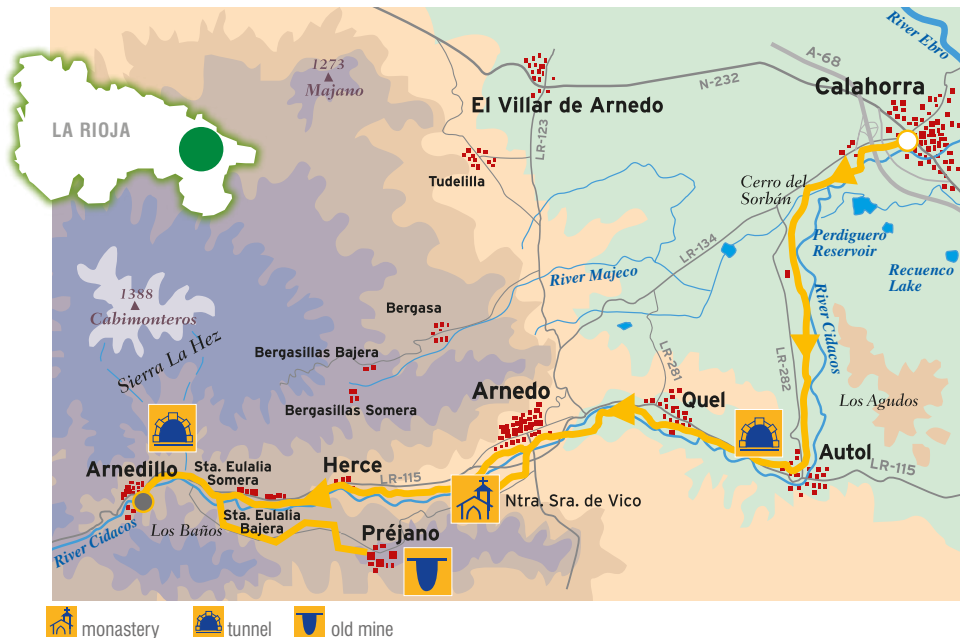 River Ebro
A-68
1273
Majano
N-232
Calahorra
El Villar de Arnedo
LA RIOJA
LR-123
Tudelilla
Cerro del
Sorbán
Perdiguero
Reservoir
LR-134
River Majeco
Recuenco
Lake
1388
Cabimonteros
Bergasa
River Cidacos
Sierra La Hez
Bergasillas Bajera
LR-281
LR-282
Bergasillas Somera
Arnedo
Quel
Los Agudos
Autol
LR-115
Arnedillo
Sta. Eulalia
Somera
Herce
LR-115
Ntra. Sra. de Vico
Sta. Eulalia
Bajera
Los Baños
Préjano
River Cidacos
monastery
tunnel
old mine